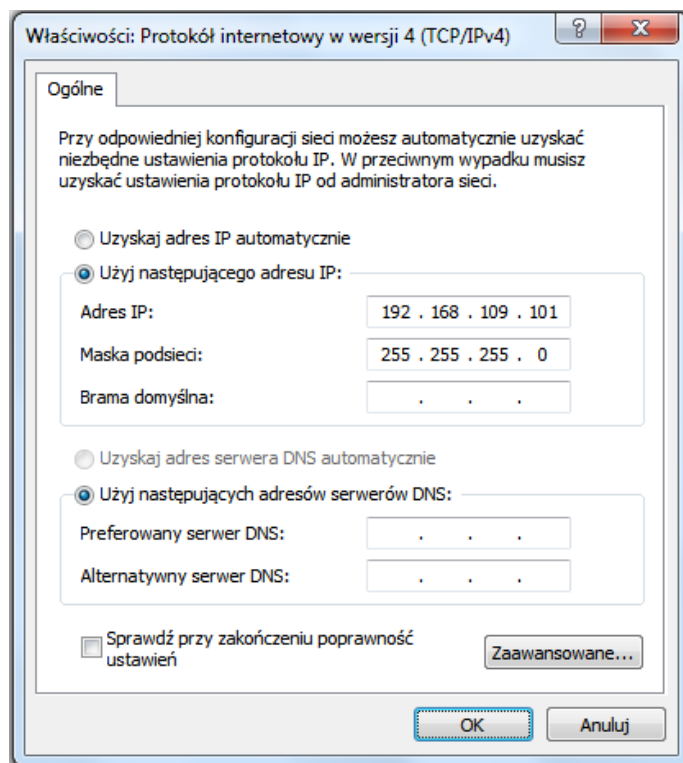 Właściwości: Protokół internetowy w wersji 4 (TCP/IPv4)
Ogólne
Przy odpowiedniej konfiguracji sieci możesz automatycznie uzyskać
niezbędne ustawienia protokołu IP. W przeciwnym wypadku musisz
uzyskać ustawienia protokołu IP od administratora sieci.
Uzyskaj adres IP automatycznie
Użyj następującego adresu IP:
Adres IP: 192 . 168 . 109 . 101
Maska podsieci: 255 . 255 . 255 . 0
Brama domyślna: . . .
Uzyskaj adres serwera DNS automatycznie
Użyj następujących adresów serwerów DNS:
Preferowany serwer DNS: . . .
Alternatywny serwer DNS: . . .
Sprawdź przy zakończeniu poprawność
ustawień
Zaawansowane...
OK Anuluj